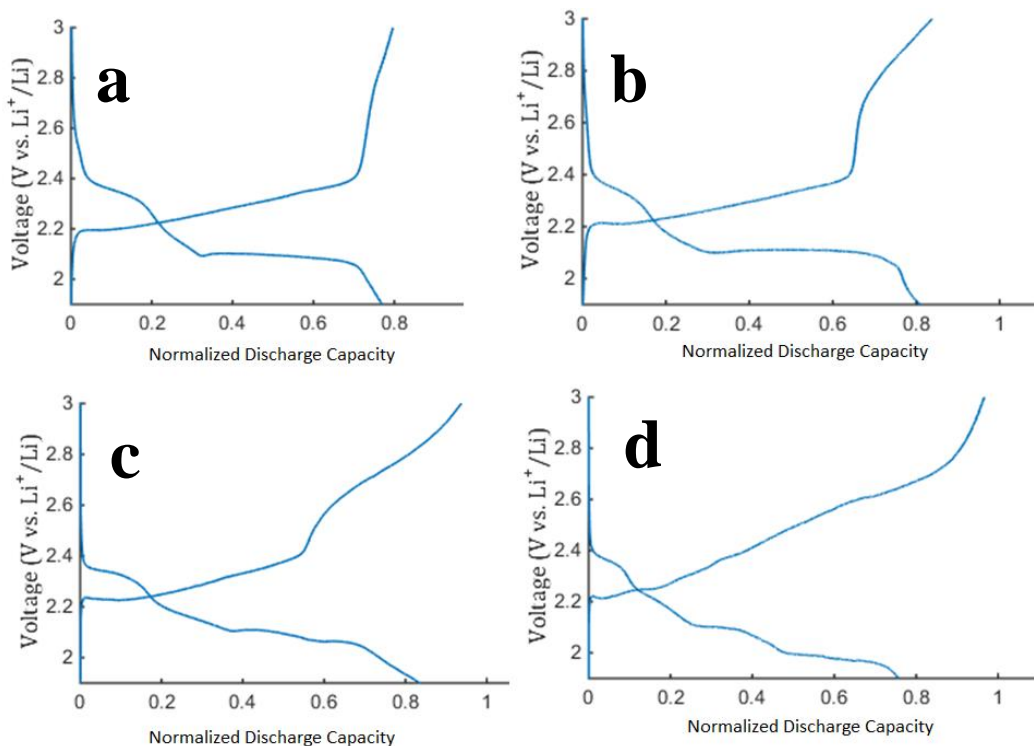 a
Voltage (V vs. Li⁺/Li)
3
2.8
2.6
2.4
2.2
2
0 0.2 0.4 0.6 0.8
Normalized Discharge Capacity
b
Voltage (V vs. Li⁺/Li)
3
2.8
2.6
2.4
2.2
2
0 0.2 0.4 0.6 0.8 1
Normalized Discharge Capacity
c
Voltage (V vs. Li⁺/Li)
3
2.8
2.6
2.4
2.2
2
0 0.2 0.4 0.6 0.8 1
Normalized Discharge Capacity
d
Voltage (V vs. Li⁺/Li)
3
2.8
2.6
2.4
2.2
2
0 0.2 0.4 0.6 0.8 1
Normalized Discharge Capacity